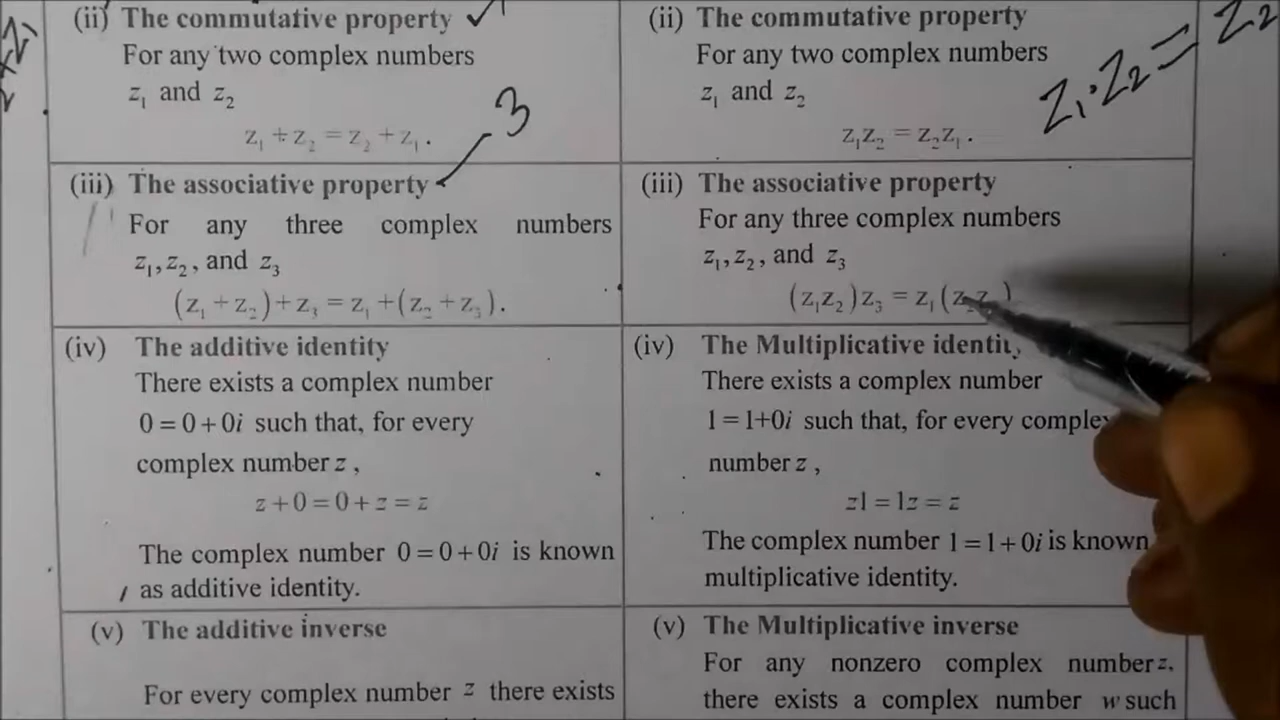 (ii) The commutative property
For any two complex numbers
z₁ and z₂
z₁ + z₂ = z₂ + z₁.
3
(iii) The associative property
For any three complex numbers
z₁, z₂, and z₃
(z₁ + z₂) + z₃ = z₁ + (z₂ + z₃).
(iv) The additive identity
There exists a complex number
0 = 0 + 0i such that, for every
complex number z,
z + 0 = 0 + z = z
The complex number 0 = 0 + 0i is known
as additive identity.
(v) The additive inverse
For every complex number z there exists
(ii) The commutative property
For any two complex numbers
z₁ and z₂
z₁z₂ = z₂z₁.
z₁·z₂ = z₂
(iii) The associative property
For any three complex numbers
z₁, z₂, and z₃
(z₁z₂)z₃ = z₁(z₂z₃)
(iv) The Multiplicative identity
There exists a complex number
1 = 1+0i such that, for every complex
number z,
z1 = 1z = z
The complex number 1 = 1 + 0i is known
multiplicative identity.
(v) The Multiplicative inverse
For any nonzero complex number z,
there exists a complex number w such